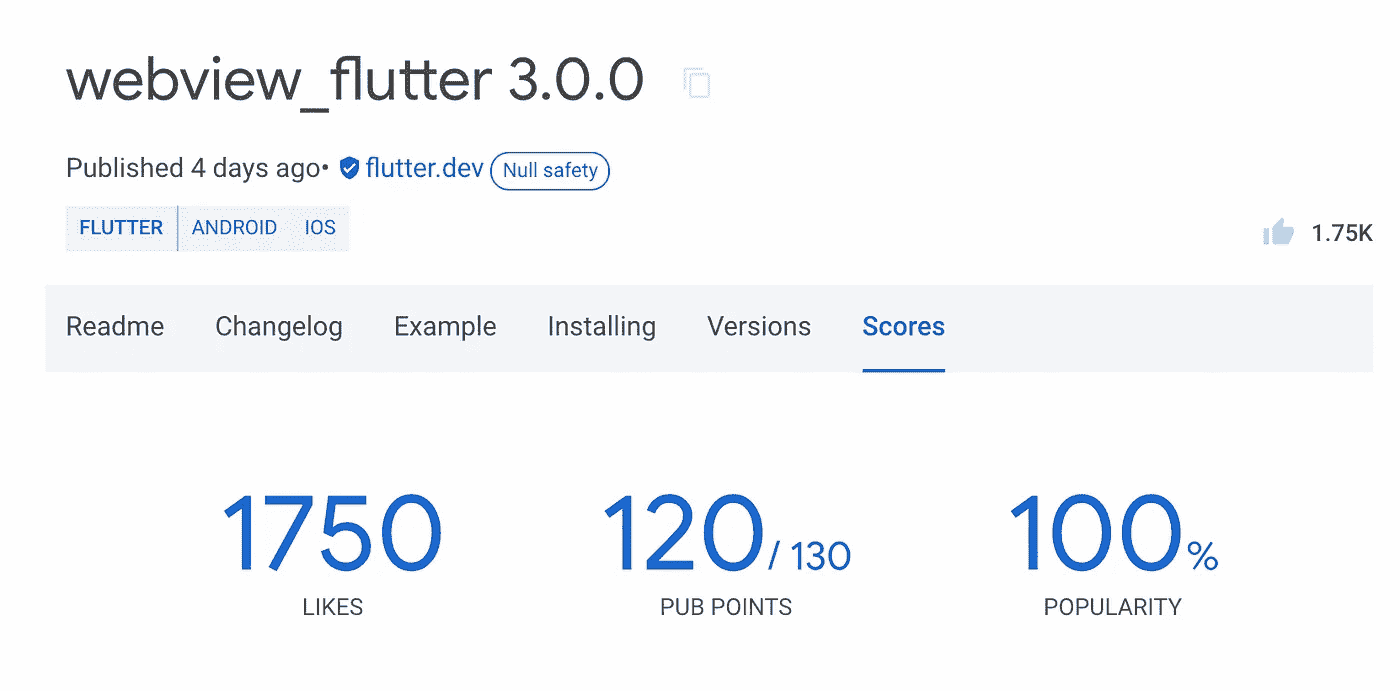 webview_flutter 3.0.0
Published 4 days ago• flutter.dev Null safety
FLUTTER ANDROID IOS
1.75K
Readme Changelog Example Installing Versions Scores
1750 120/ 130 100%
LIKES PUB POINTS POPULARITY